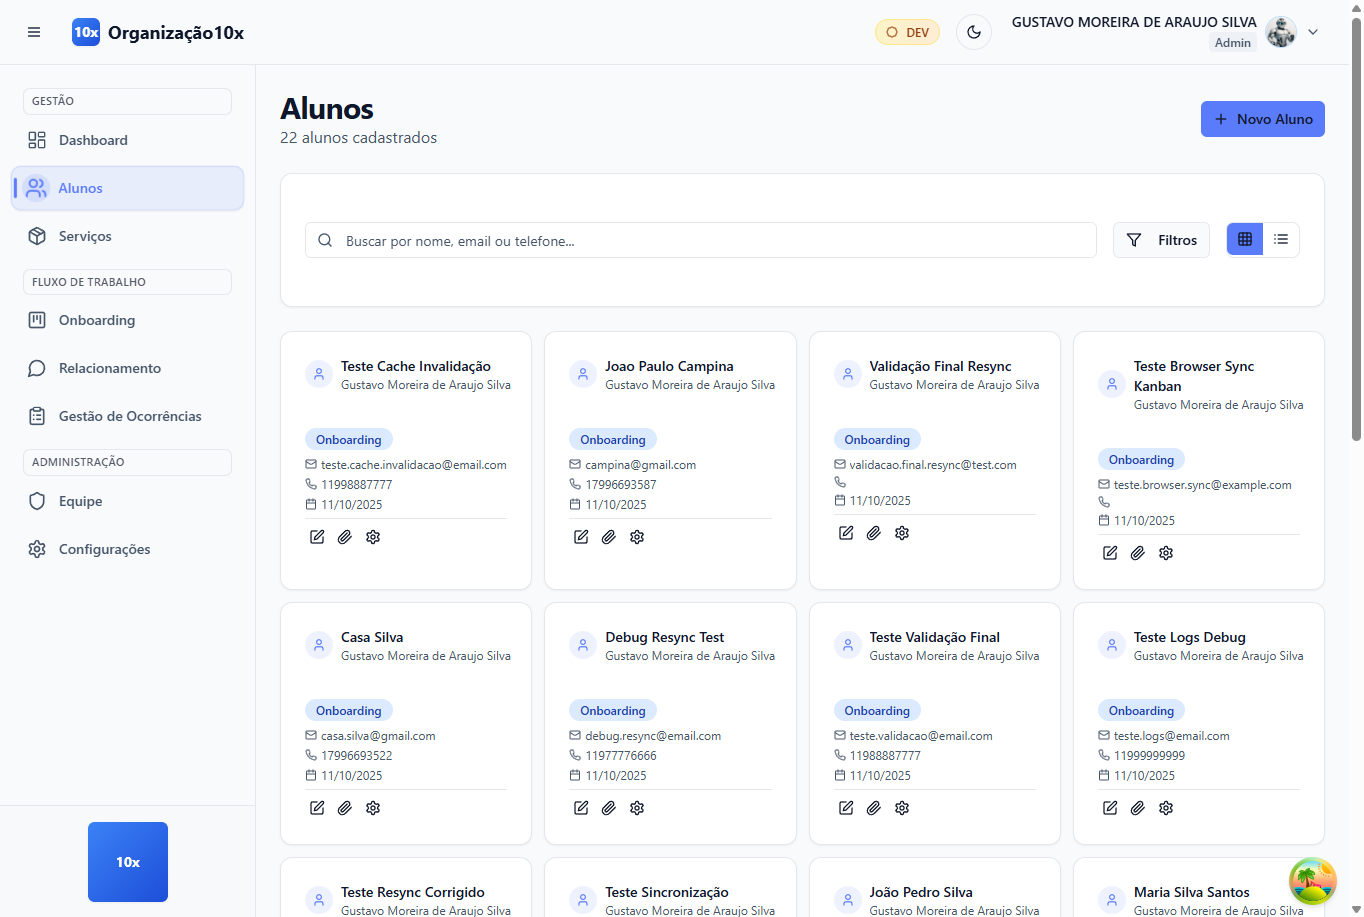 10x Organização10x
DEV
GUSTAVO MOREIRA DE ARAUJO SILVA
Admin
GESTÃO
Dashboard
Alunos
Serviços
FLUXO DE TRABALHO
Onboarding
Relacionamento
Gestão de Ocorrências
ADMINISTRAÇÃO
Equipe
Configurações
10x
Alunos
22 alunos cadastrados
Novo Aluno
Buscar por nome, email ou telefone...
Filtros
Teste Cache Invalidação
Gustavo Moreira de Araujo Silva
Onboarding
teste.cache.invalidacao@email.com
11998887777
11/10/2025
Joao Paulo Campina
Gustavo Moreira de Araujo Silva
Onboarding
campina@gmail.com
17996693587
11/10/2025
Validação Final Resync
Gustavo Moreira de Araujo Silva
Onboarding
validacao.final.resync@test.com
11/10/2025
Teste Browser Sync
Kanban
Gustavo Moreira de Araujo Silva
Onboarding
teste.browser.sync@example.com
11/10/2025
Casa Silva
Gustavo Moreira de Araujo Silva
Onboarding
casa.silva@gmail.com
17996693522
11/10/2025
Debug Resync Test
Gustavo Moreira de Araujo Silva
Onboarding
debug.resync@email.com
11977776666
11/10/2025
Teste Validação Final
Gustavo Moreira de Araujo Silva
Onboarding
teste.validacao@email.com
11988887777
11/10/2025
Teste Logs Debug
Gustavo Moreira de Araujo Silva
Onboarding
teste.logs@email.com
11999999999
11/10/2025
Teste Resync Corrigido
Gustavo Moreira de Araujo Silva
Teste Sincronização
Gustavo Moreira de Araujo Silva
João Pedro Silva
Gustavo Moreira de Araujo Silva
Maria Silva Santos
Gustavo Moreira de Araujo Silva